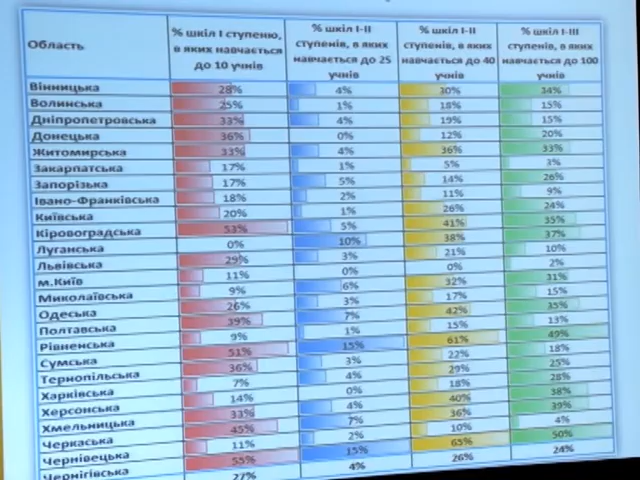 Область % шкіл І ступеню, в яких навчається до 10 учнів % шкіл І-ІІ ступенів, в яких навчається до 25 учнів % шкіл І-ІІ ступенів, в яких навчається до 40 учнів % шкіл І-ІІІ ступенів, в яких навчається до 100 учнів
Вінницька 28% 4% 30% 34%
Волинська 25% 1% 18% 15%
Дніпропетровська 33% 4% 19% 15%
Донецька 36% 0% 12% 20%
Житомирська 33% 4% 36% 33%
Закарпатська 17% 1% 5% 3%
Запорізька 17% 5% 14% 26%
Івано-Франківська 18% 2% 11% 9%
Київська 20% 1% 26% 24%
Кіровоградська 53% 5% 41% 35%
Луганська 0% 10% 38% 37%
Львівська 29% 3% 21% 10%
м.Київ 11% 0% 0% 2%
Миколаївська 9% 6% 32% 31%
Одеська 26% 3% 17% 15%
Полтавська 39% 7% 42% 35%
Рівненська 9% 1% 15% 13%
Сумська 51% 15% 61% 49%
Тернопільська 36% 3% 22% 18%
Харківська 7% 4% 29% 25%
Херсонська 14% 0% 18% 28%
Хмельницька 33% 4% 40% 38%
Черкаська 45% 7% 36% 39%
Чернівецька 11% 2% 10% 4%
Чернігівська 55% 15% 65% 50%
27% 4% 26% 24%